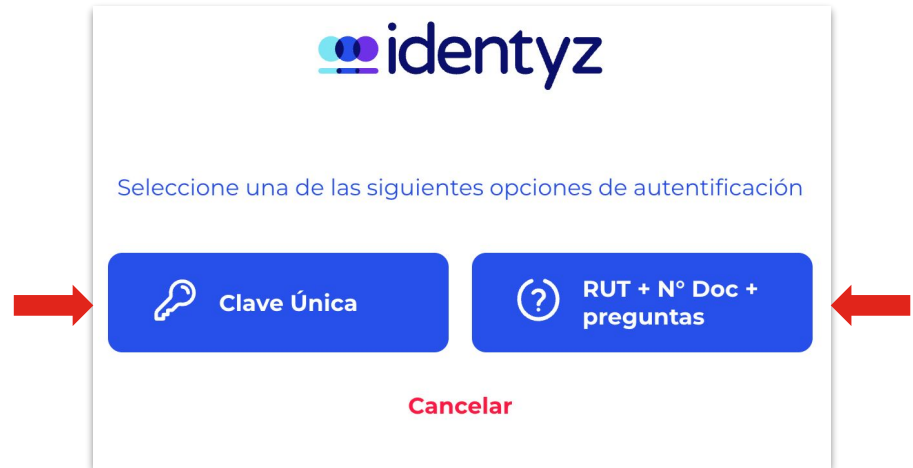 identyz
Seleccione una de las siguientes opciones de autentificación
Clave Única
RUT + N° Doc +
preguntas
Cancelar